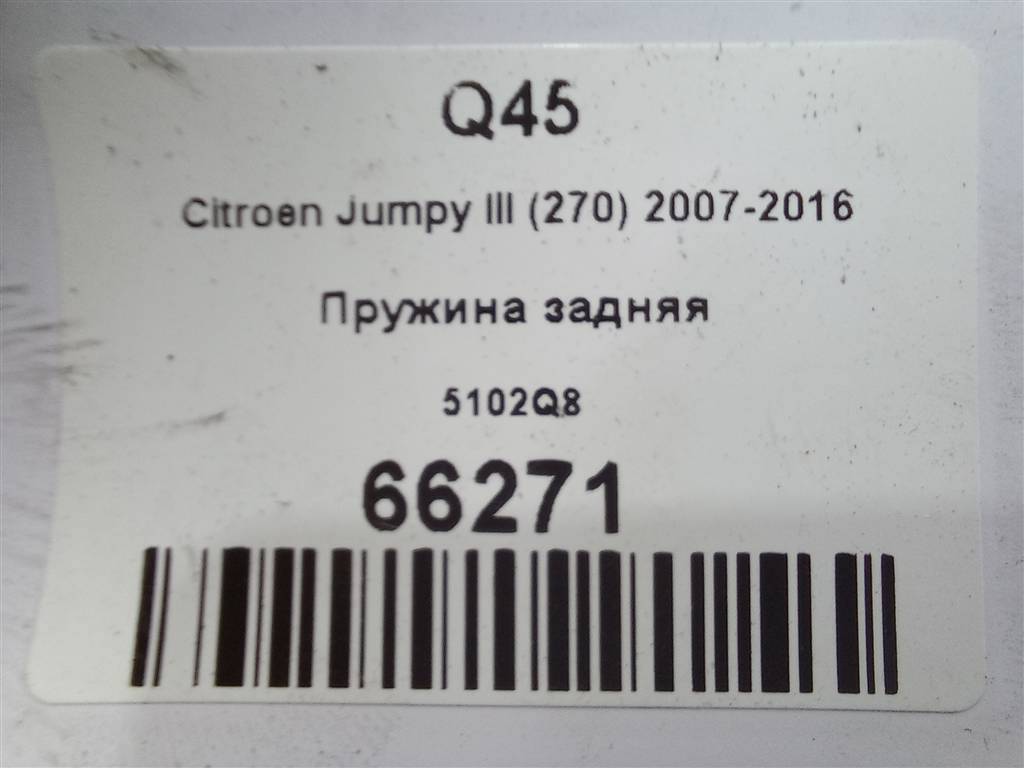 Q45
Citroen Jumpy III (270) 2007-2016
Пружина задняя
5102Q8
66271